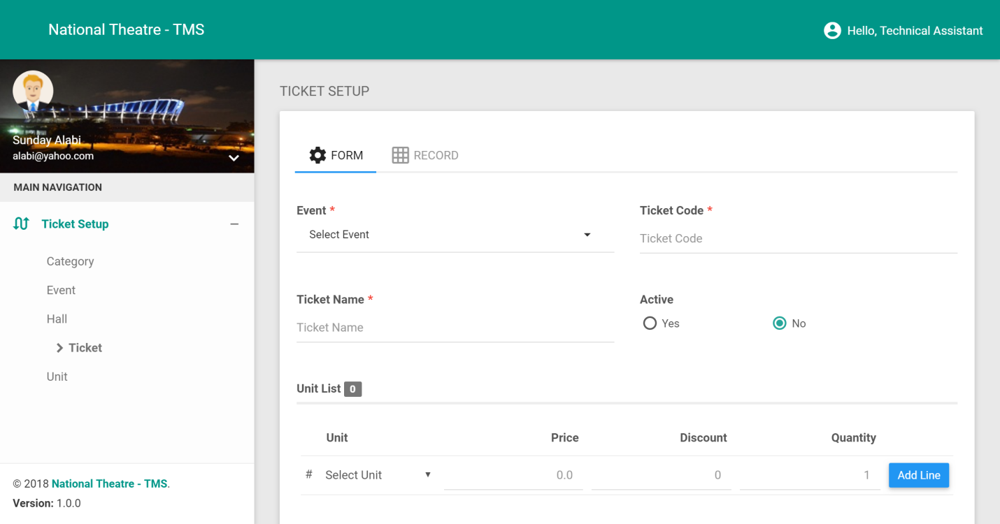 National Theatre - TMS
Hello, Technical Assistant
Sunday Alabi
alabi@yahoo.com
MAIN NAVIGATION
Ticket Setup
Category
Event
Hall
Ticket
Unit
© 2018 National Theatre - TMS.
Version: 1.0.0
TICKET SETUP
FORM RECORD
Event * Ticket Code *
Select Event Ticket Code
Ticket Name * Active
Ticket Name Yes No
Unit List 0
Unit Price Discount Quantity
# Select Unit 0.0 0 1 Add Line